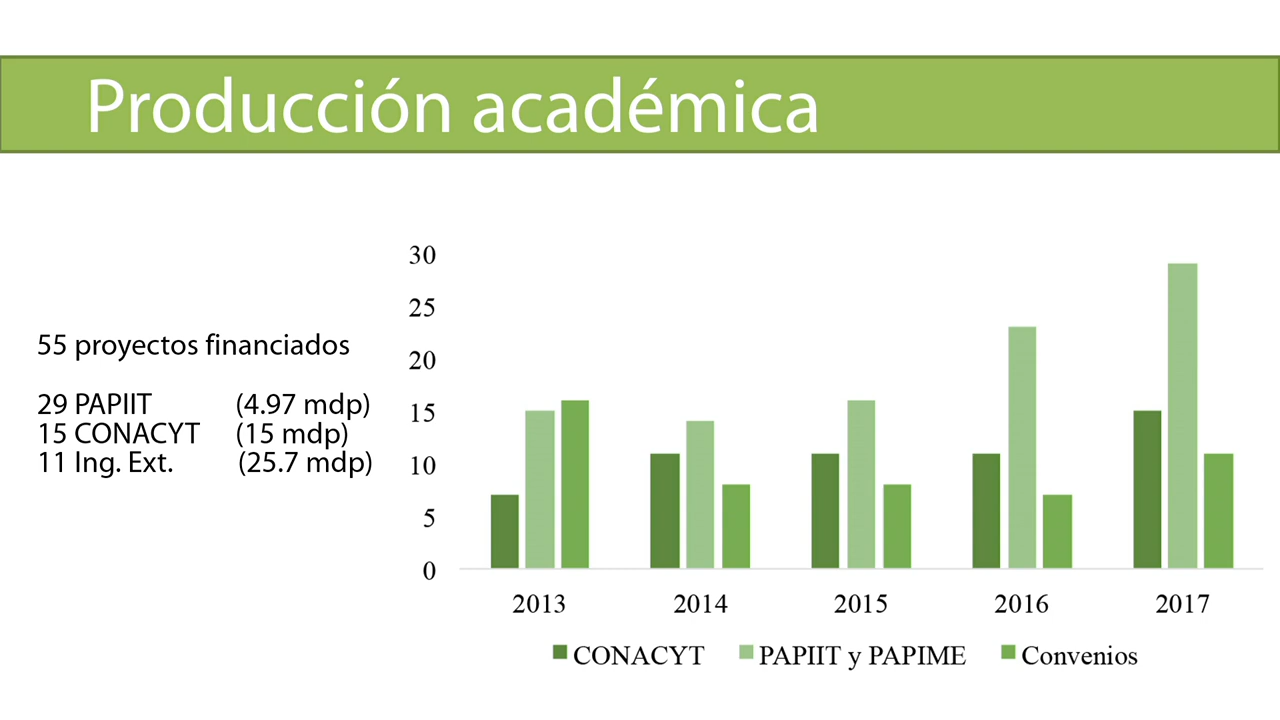 Producción académica
55 proyectos financiados
29 PAPIIT (4.97 mdp)
15 CONACYT (15 mdp)
11 Ing. Ext. (25.7 mdp)
30
25
20
15
10
5
0
2013 2014 2015 2016 2017
CONACYT PAPIIT y PAPIME Convenios